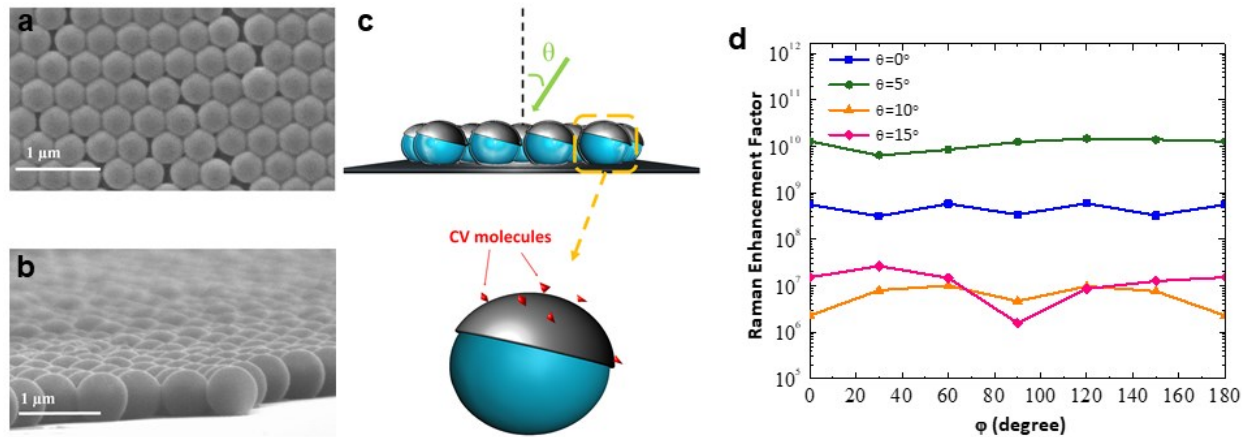 a
1 µm
b
1 µm
c
θ
CV molecules
d
Raman Enhancement Factor
10¹²
10¹¹
10¹⁰
10⁹
10⁸
10⁷
10⁶
10⁵
θ=0°
θ=5°
θ=10°
θ=15°
0 20 40 60 80 100 120 140 160 180
φ (degree)